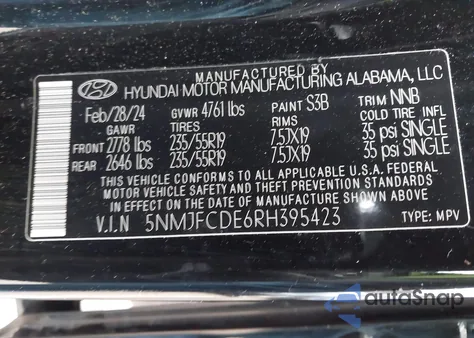 MANUFACTURED BY
HYUNDAI MOTOR MANUFACTURING ALABAMA, LLC
Feb/28/24 GVWR 4761 lbs PAINT S3B TRIM NNB
GAWR TIRES RIMS COLD TIRE INFL
FRONT 2778 lbs 235/55R19 7.5JX19 35 psi SINGLE
REAR 2646 lbs 235/55R19 7.5JX19 35 psi SINGLE
THIS VEHICLE CONFORMS TO ALL APPLICABLE U.S.A. FEDERAL
MOTOR VEHICLE SAFETY AND THEFT PREVENTION STANDARDS
IN EFFECT ON THE DATE OF MANUFACTURE SHOWN ABOVE.
V.I.N 5NMJFCDE6RH395423 TYPE: MPV
autoSnap